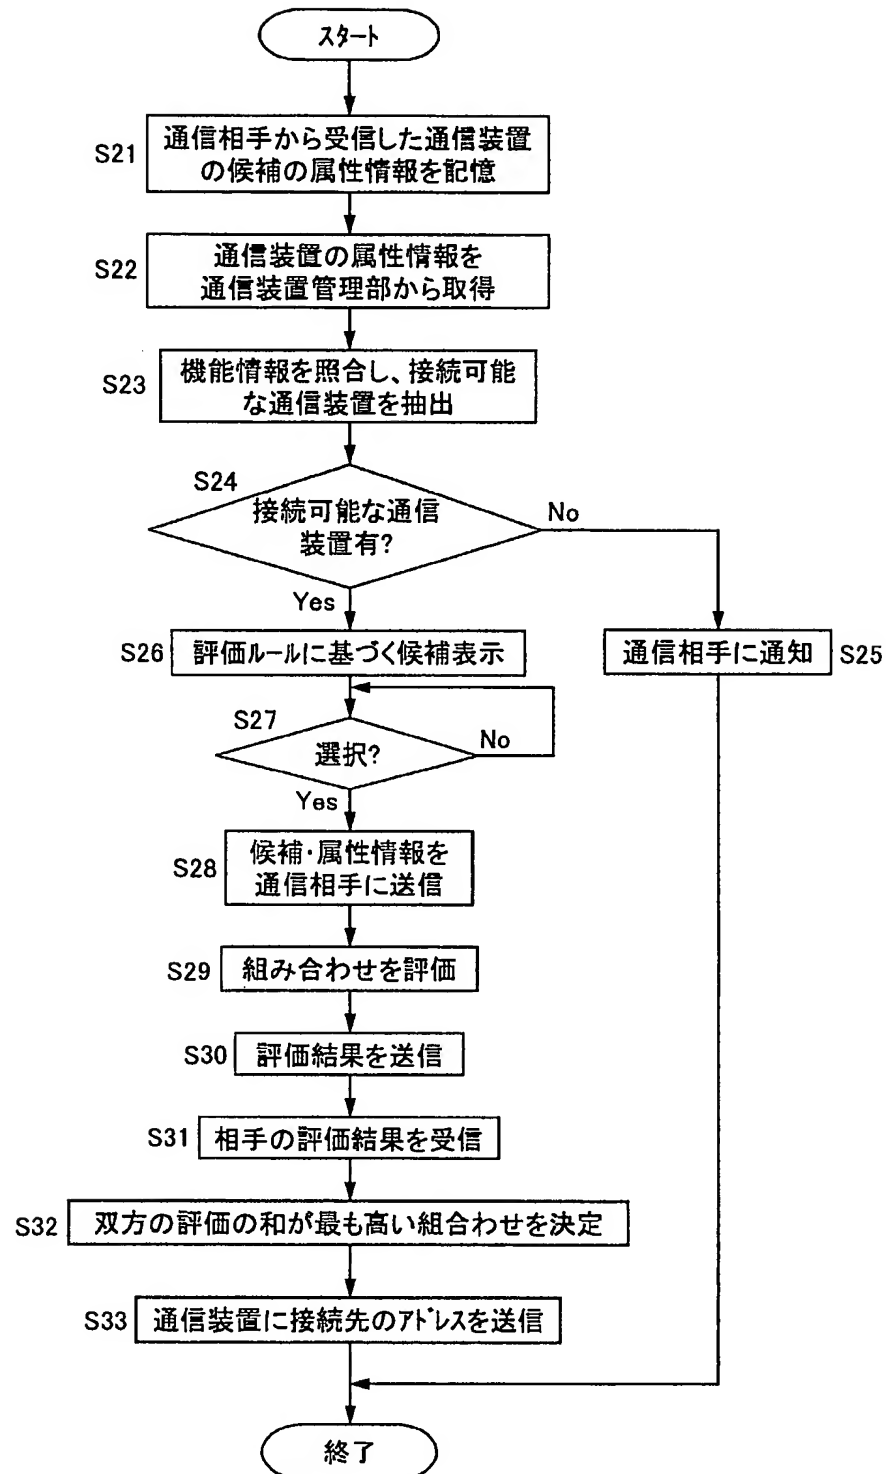 スタート
S21
通信相手から受信した通信装置
の候補の属性情報を記憶
S22
通信装置の属性情報を
通信装置管理部から取得
S23
機能情報を照合し、接続可能
な通信装置を抽出
S24
接続可能な通信
装置有?
No
Yes
S26
評価ルールに基づく候補表示
通信相手に通知
S25
S27
選択?
No
Yes
S28
候補・属性情報を
通信相手に送信
S29
組み合わせを評価
S30
評価結果を送信
S31
相手の評価結果を受信
S32
双方の評価の和が最も高い組合わせを決定
S33
通信装置に接続先のアドレスを送信
終了